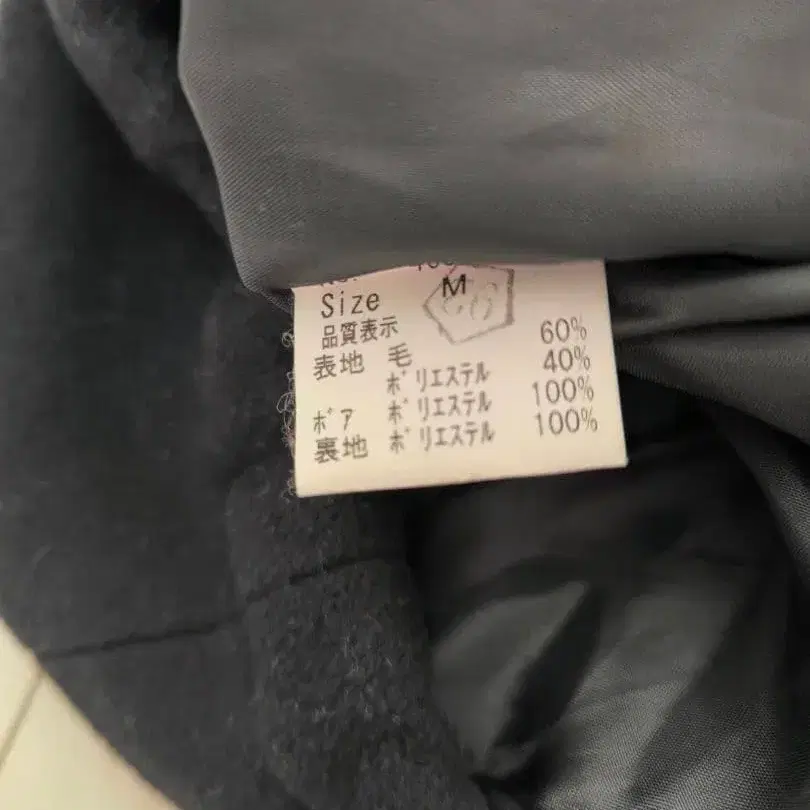 Size M
品質表示
表地 毛 60%
ポリエステル 40%
ボア ポリエステル 100%
裏地 ポリエステル 100%